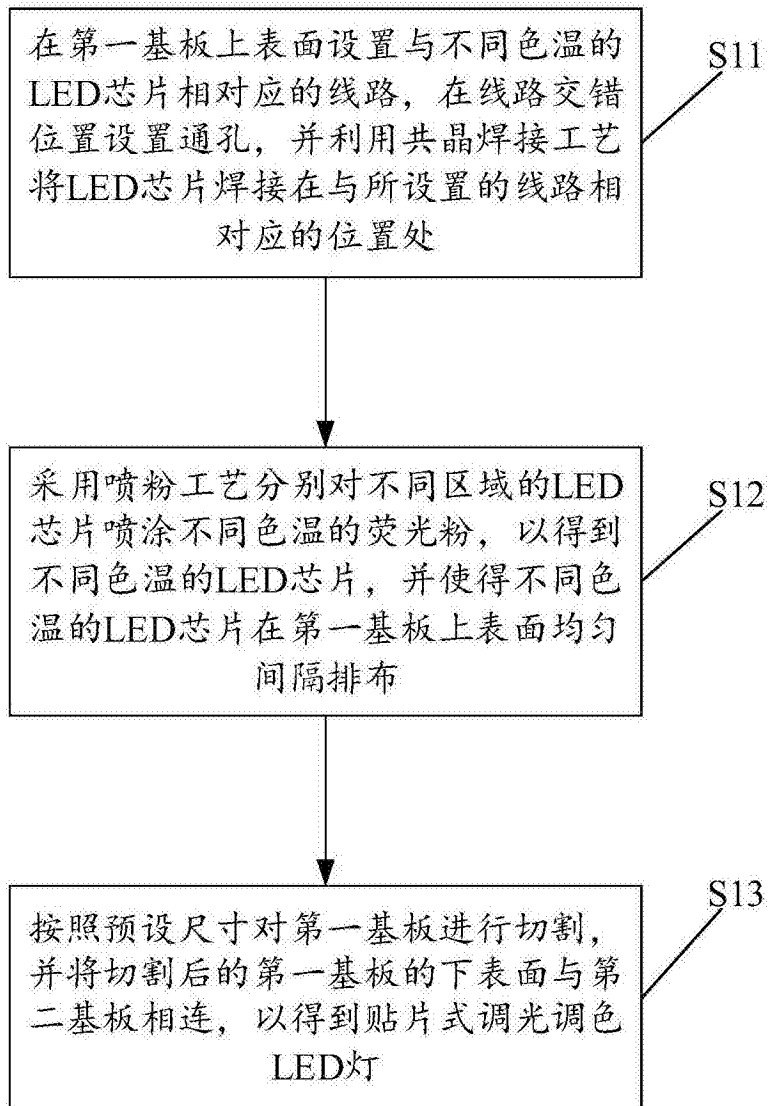 在第一基板上表面设置与不同色温的
LED芯片相对应的线路，在线路交错
位置设置通孔，并利用共晶焊接工艺
将LED芯片焊接在与所设置的线路相
对应的位置处
S11
采用喷粉工艺分别对不同区域的LED
芯片喷涂不同色温的荧光粉，以得到
不同色温的LED芯片，并使得不同色
温的LED芯片在第一基板上表面均匀
间隔排布
S12
按照预设尺寸对第一基板进行切割，
并将切割后的第一基板的下表面与第
二基板相连，以得到贴片式调光调色
LED灯
S13